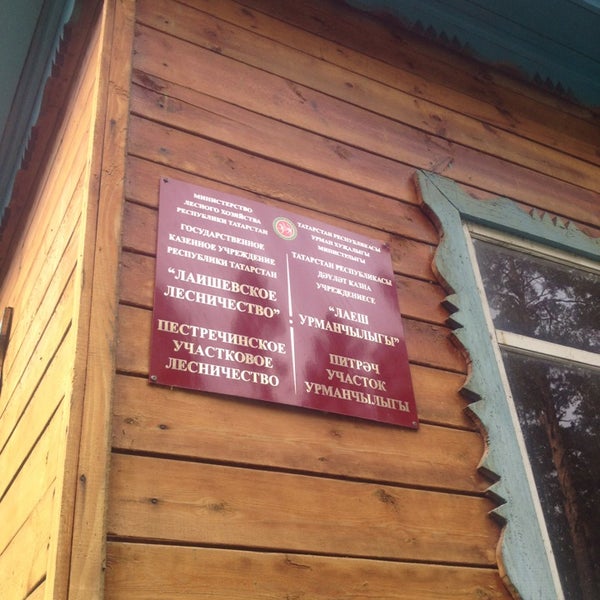 МИНИСТЕРСТВО
ЛЕСНОГО ХОЗЯЙСТВА
РЕСПУБЛИКИ ТАТАРСТАН
ГОСУДАРСТВЕННОЕ
КАЗЕННОЕ УЧРЕЖДЕНИЕ
РЕСПУБЛИКИ ТАТАРСТАН
"ЛАИШЕВСКОЕ
ЛЕСНИЧЕСТВО"
ПЕСТРЕЧИНСКОЕ
УЧАСТКОВОЕ
ЛЕСНИЧЕСТВО
ТАТАРСТАН РЕСПУБЛИКАСЫ
УРМАН ХУҖАЛЫГЫ
МИНИСТРЛЫГЫ
ТАТАРСТАН РЕСПУБЛИКАСЫ
ДӘҮЛӘТ КАЗНА
УЧРЕЖДЕНИЕСЕ
"ЛАЕШ
УРМАНЧЫЛЫГЫ"
ПИТРӘЧ
УЧАСТОК
УРМАНЧЫЛЫГЫ